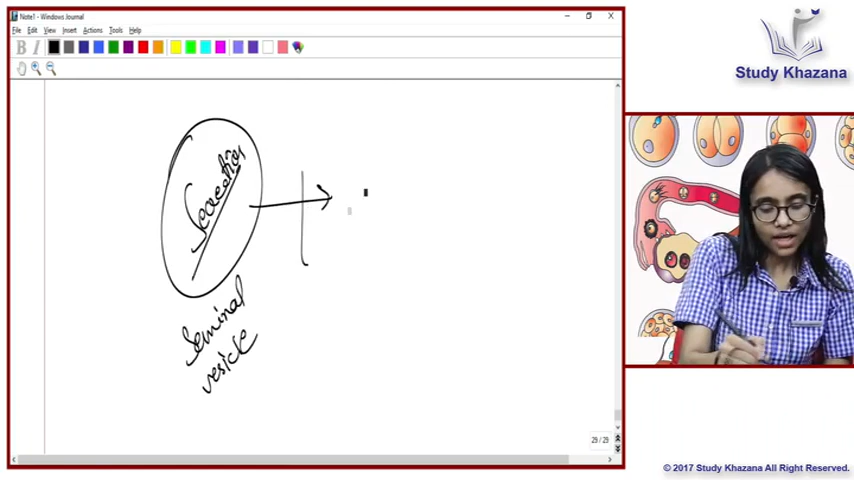 Note1 - Windows Journal
File Edit View Insert Actions Tools Help
B I
Study Khazana
Secretion
Seminal
vesicle
29 / 29
© 2017 Study Khazana All Right Reserved.